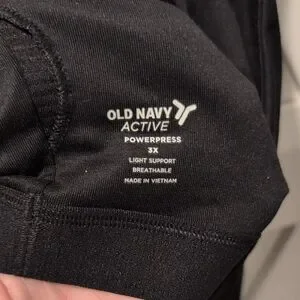 OLD NAVY
ACTIVE
POWERPRESS
3X
LIGHT SUPPORT
BREATHABLE
MADE IN VIETNAM